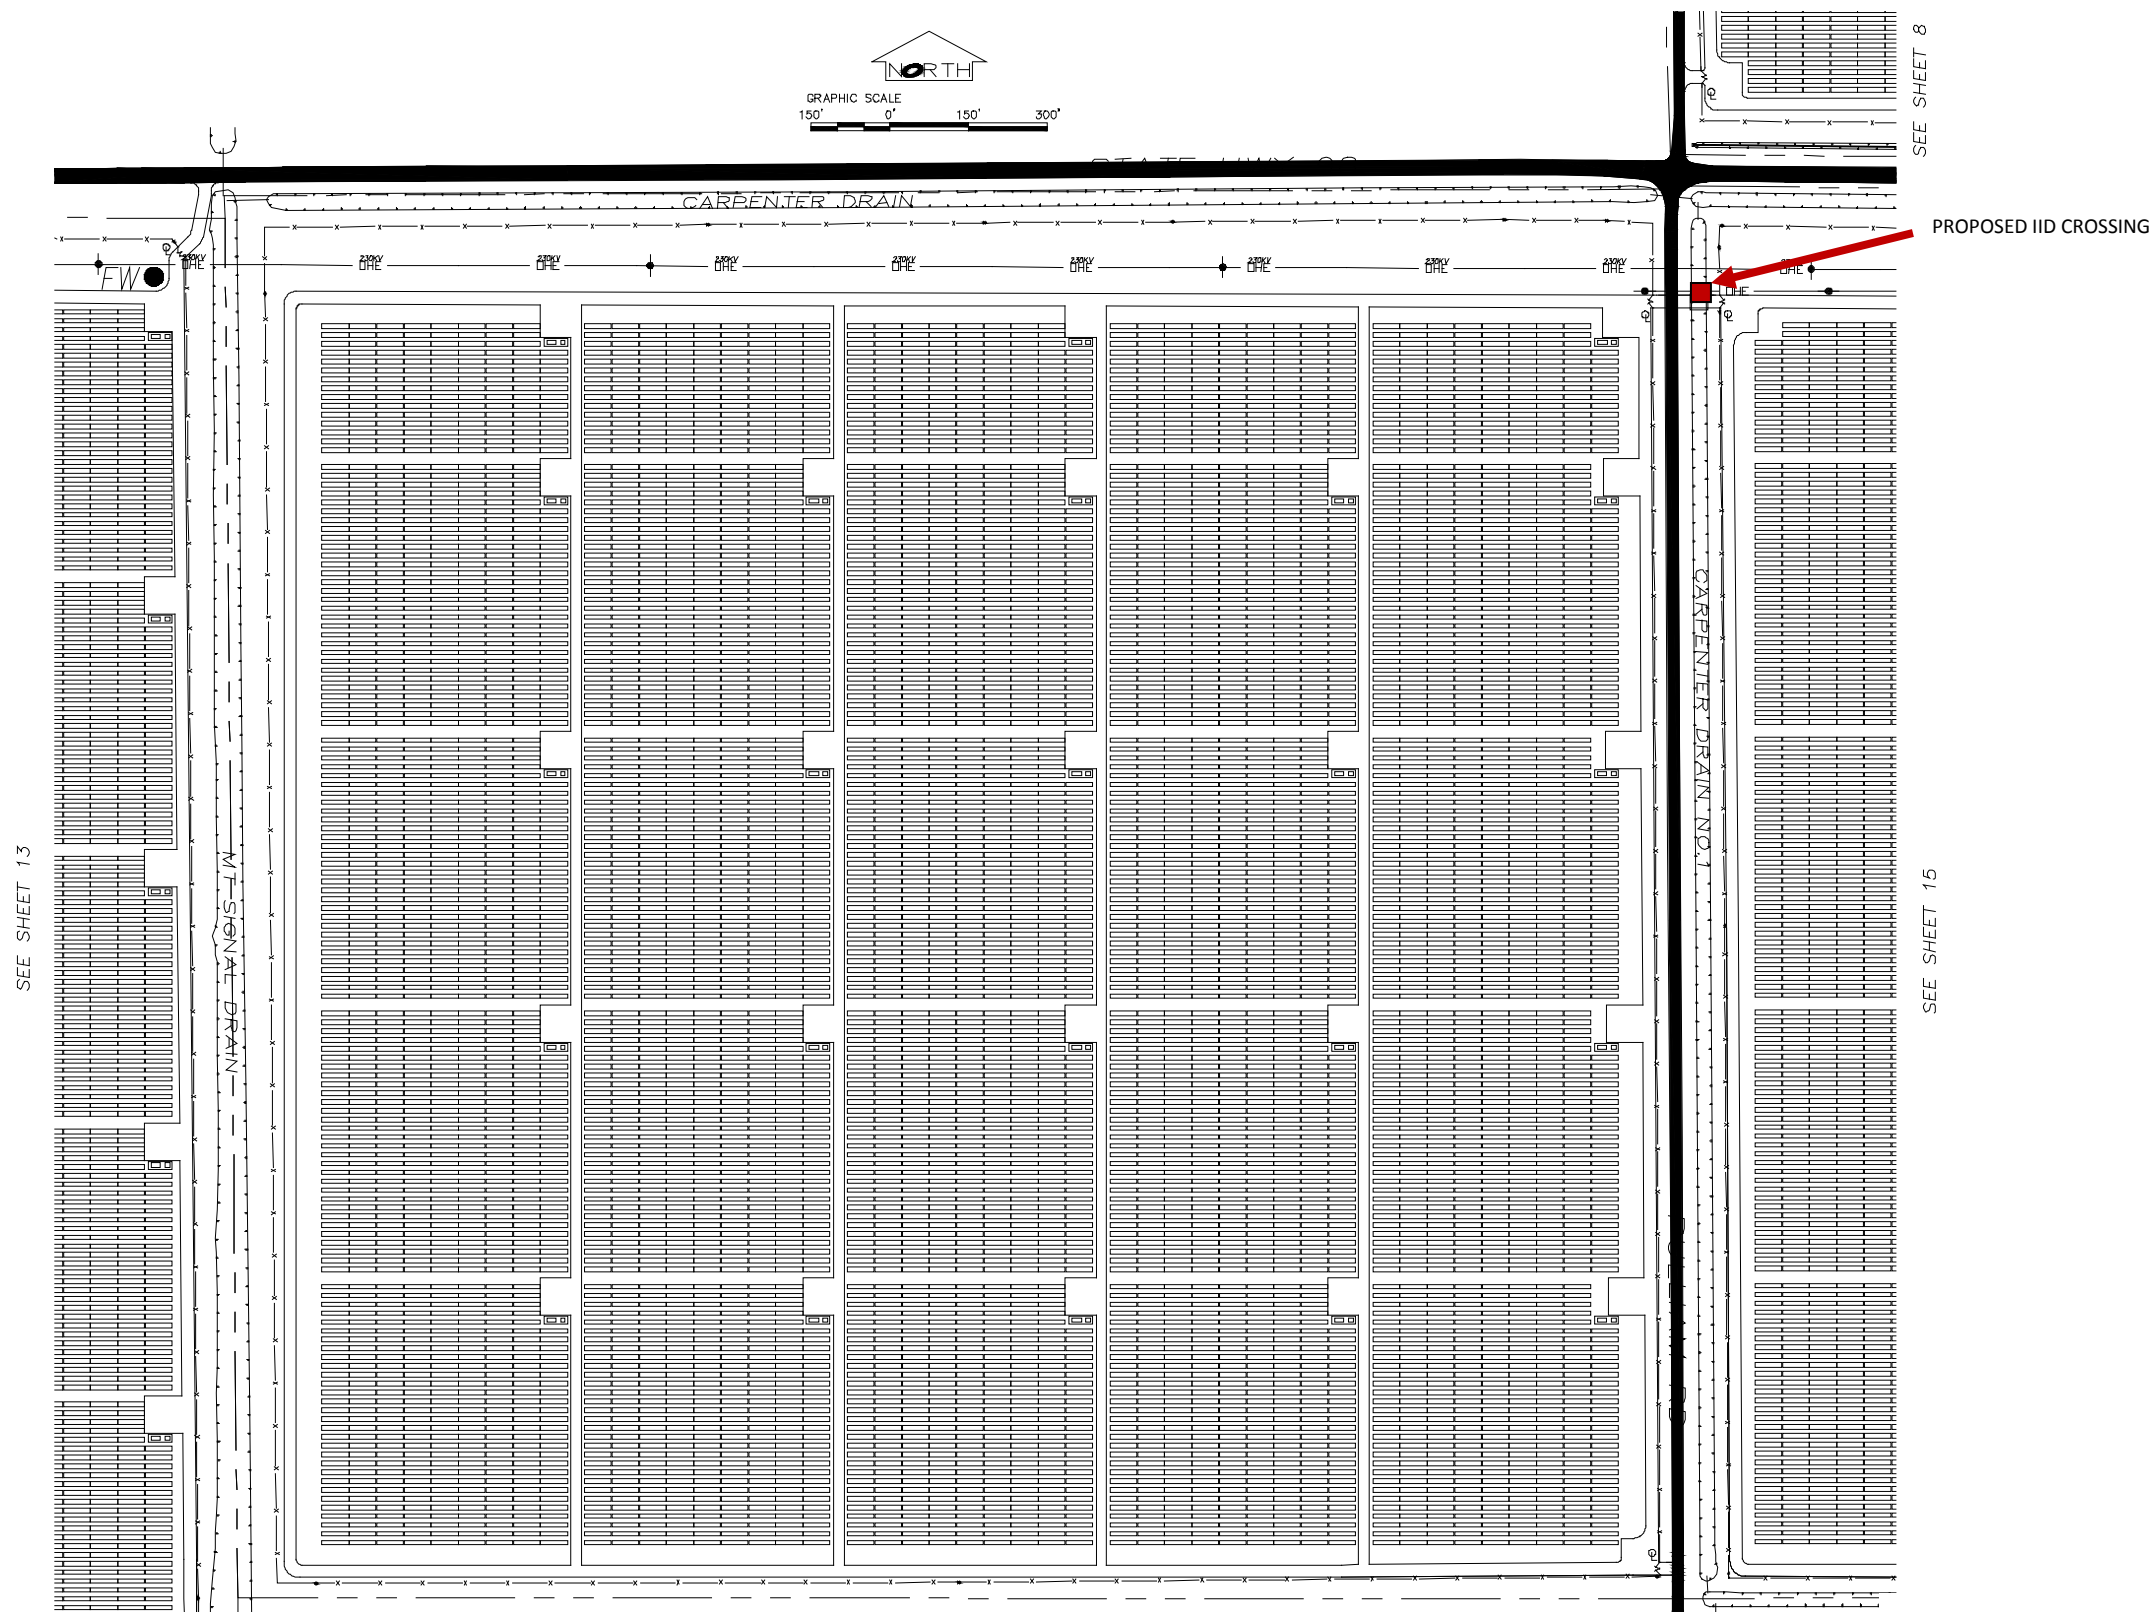 SEE SHEET 8
NORTH
GRAPHIC SCALE
150' 0' 150' 300'
CARPENTER DRAIN
PROPOSED IID CROSSING
230KV OHE 230KV OHE 230KV OHE 230KV OHE 230KV OHE 230KV OHE 230KV OHE 230KV OHE 230KV OHE OHE
FW
OHE
CARPENTER DRAIN NO.1
SEE SHEET 13
MT SIGNAL DRAIN
SEE SHEET 15